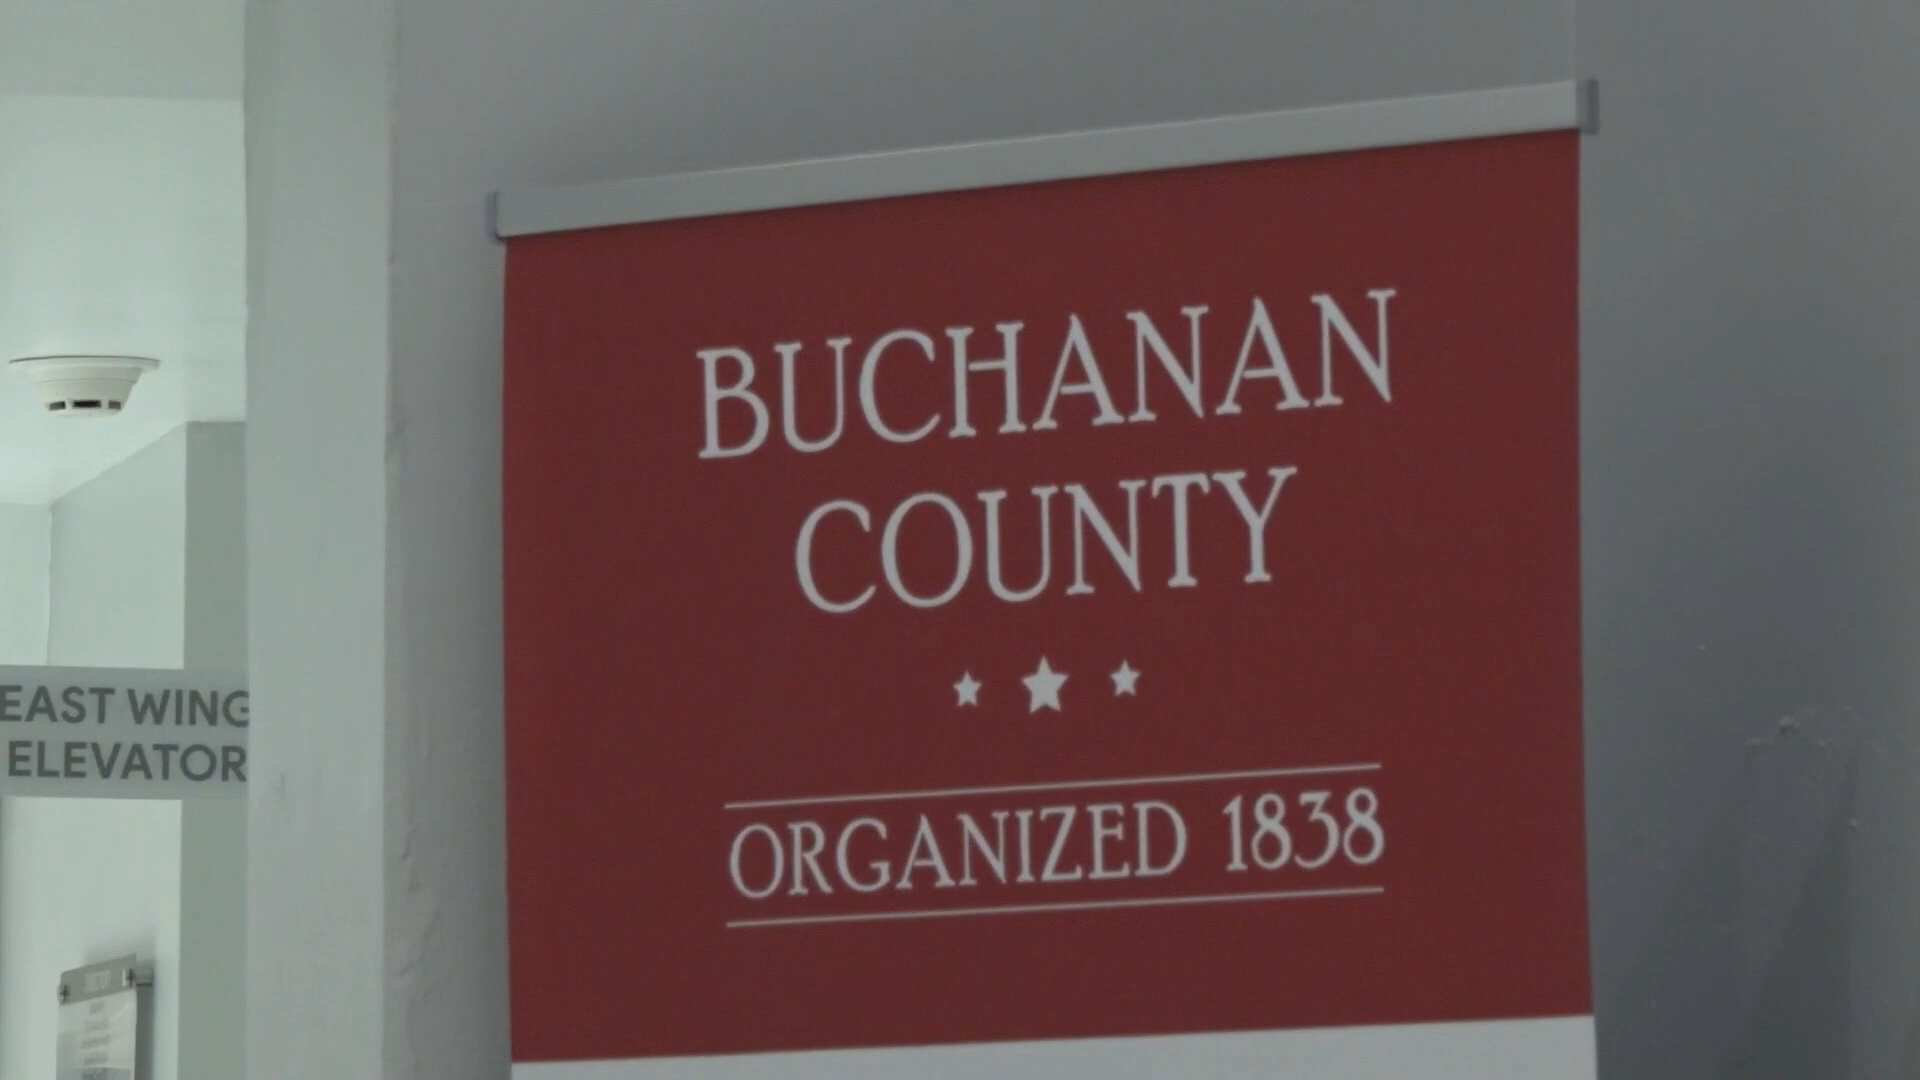 BUCHANAN
COUNTY
ORGANIZED 1838
EAST WING
ELEVATOR